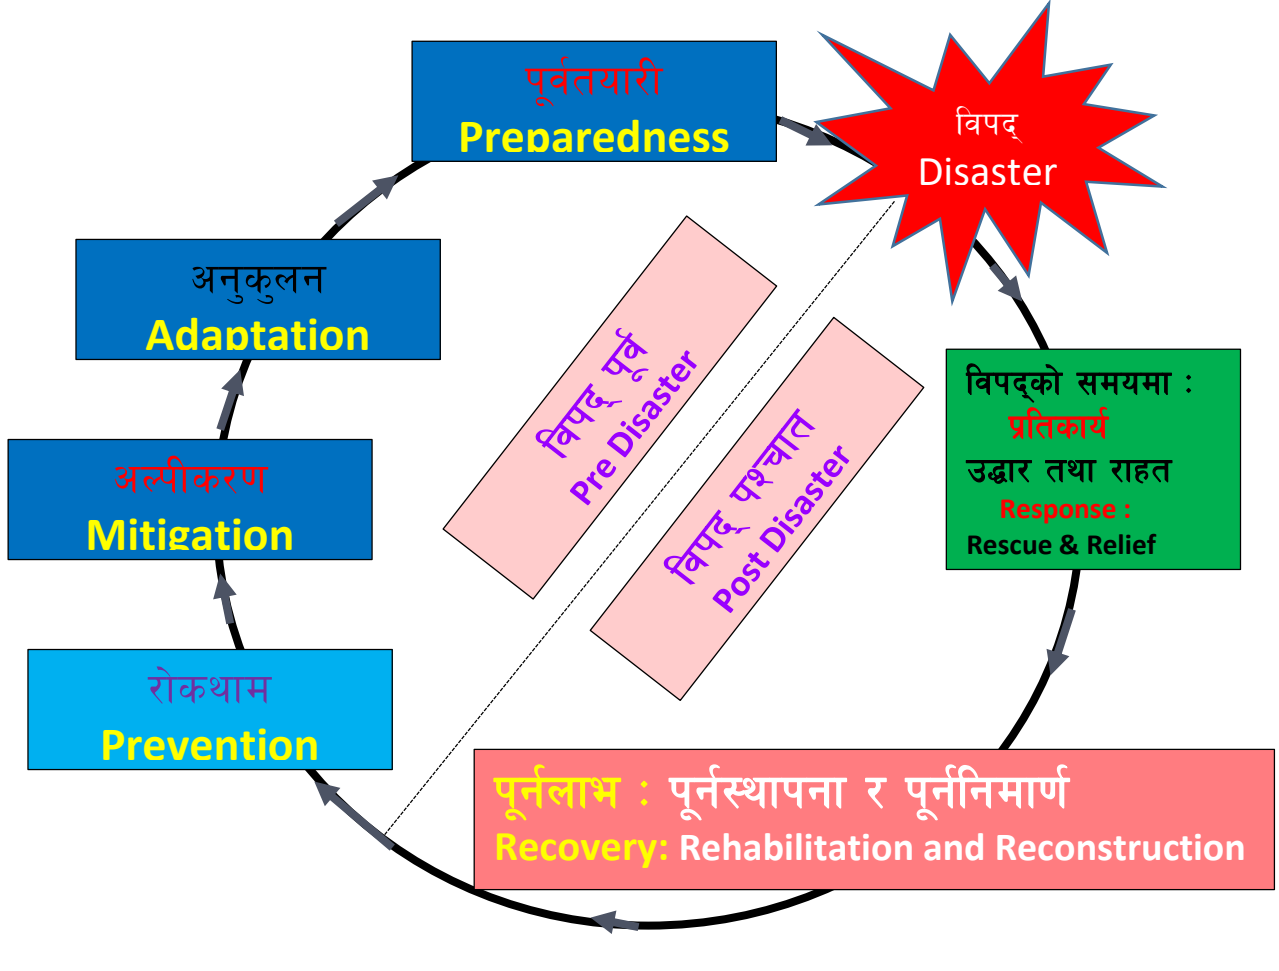 पूर्वतयारी
Preparedness
विपद्
Disaster
अनुकुलन
Adaptation
विपद् पूर्व
Pre Disaster
विपद् पश्चात
Post Disaster
विपद्को समयमा :
प्रतिकार्य
उद्धार तथा राहत
Response :
Rescue & Relief
अल्पीकरण
Mitigation
रोकथाम
Prevention
पूर्नलाभ : पूर्नस्थापना र पूर्ननिमार्ण
Recovery: Rehabilitation and Reconstruction